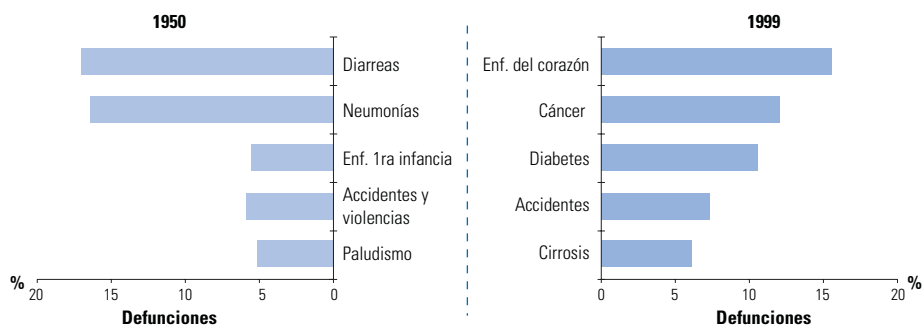 1950
Diarreas
Neumonías
Enf. 1ra infancia
Accidentes y
violencias
Paludismo
%
20 15 10 5 0
Defunciones
1999
Enf. del corazón
Cáncer
Diabetes
Accidentes
Cirrosis
0 5 10 15 20
%
Defunciones